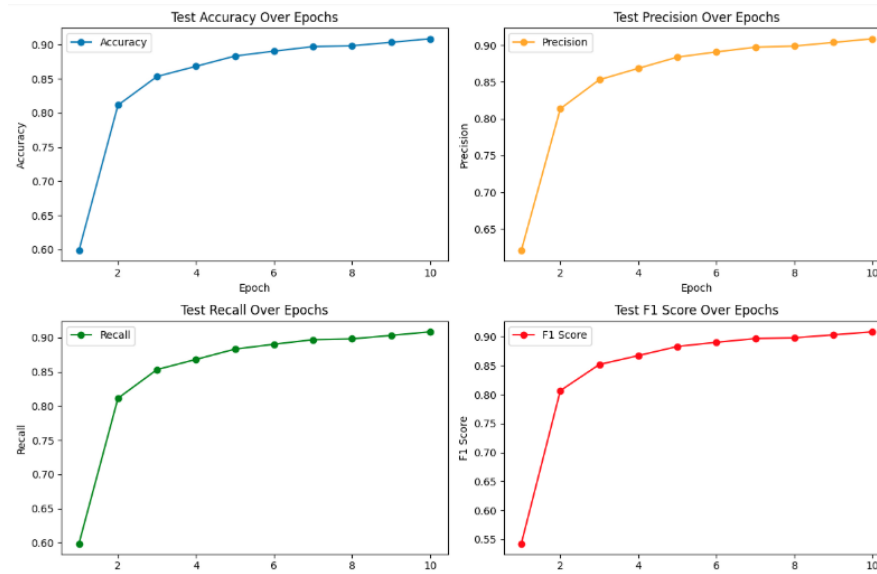 Test Accuracy Over Epochs
Accuracy
0.90
0.85
0.80
0.75
0.70
0.65
0.60
Accuracy
2 4 6 8 10
Epoch
Test Precision Over Epochs
Precision
0.90
0.85
0.80
0.75
0.70
0.65
Precision
2 4 6 8 10
Epoch
Test Recall Over Epochs
Recall
0.90
0.85
0.80
0.75
0.70
0.65
0.60
Recall
2 4 6 8 10
Test F1 Score Over Epochs
F1 Score
0.90
0.85
0.80
0.75
0.70
0.65
0.60
0.55
F1 Score
2 4 6 8 10